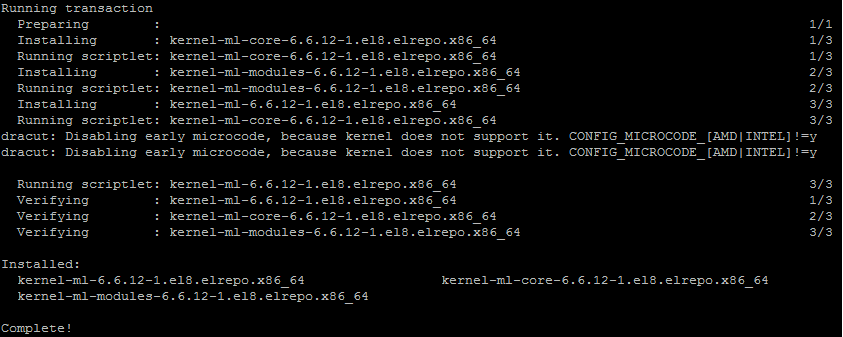 Running transaction
  Preparing        :                                                                                1/1
  Installing       : kernel-ml-core-6.6.12-1.el8.elrepo.x86_64                                      1/3
  Running scriptlet: kernel-ml-core-6.6.12-1.el8.elrepo.x86_64                                      1/3
  Installing       : kernel-ml-modules-6.6.12-1.el8.elrepo.x86_64                                   2/3
  Running scriptlet: kernel-ml-modules-6.6.12-1.el8.elrepo.x86_64                                   2/3
  Installing       : kernel-ml-6.6.12-1.el8.elrepo.x86_64                                           3/3
  Running scriptlet: kernel-ml-core-6.6.12-1.el8.elrepo.x86_64                                      3/3
dracut: Disabling early microcode, because kernel does not support it. CONFIG_MICROCODE_[AMD|INTEL]!=y
dracut: Disabling early microcode, because kernel does not support it. CONFIG_MICROCODE_[AMD|INTEL]!=y

  Running scriptlet: kernel-ml-6.6.12-1.el8.elrepo.x86_64                                           3/3
  Verifying        : kernel-ml-6.6.12-1.el8.elrepo.x86_64                                           1/3
  Verifying        : kernel-ml-core-6.6.12-1.el8.elrepo.x86_64                                      2/3
  Verifying        : kernel-ml-modules-6.6.12-1.el8.elrepo.x86_64                                   3/3

Installed:
  kernel-ml-6.6.12-1.el8.elrepo.x86_64                 kernel-ml-core-6.6.12-1.el8.elrepo.x86_64
  kernel-ml-modules-6.6.12-1.el8.elrepo.x86_64

Complete!